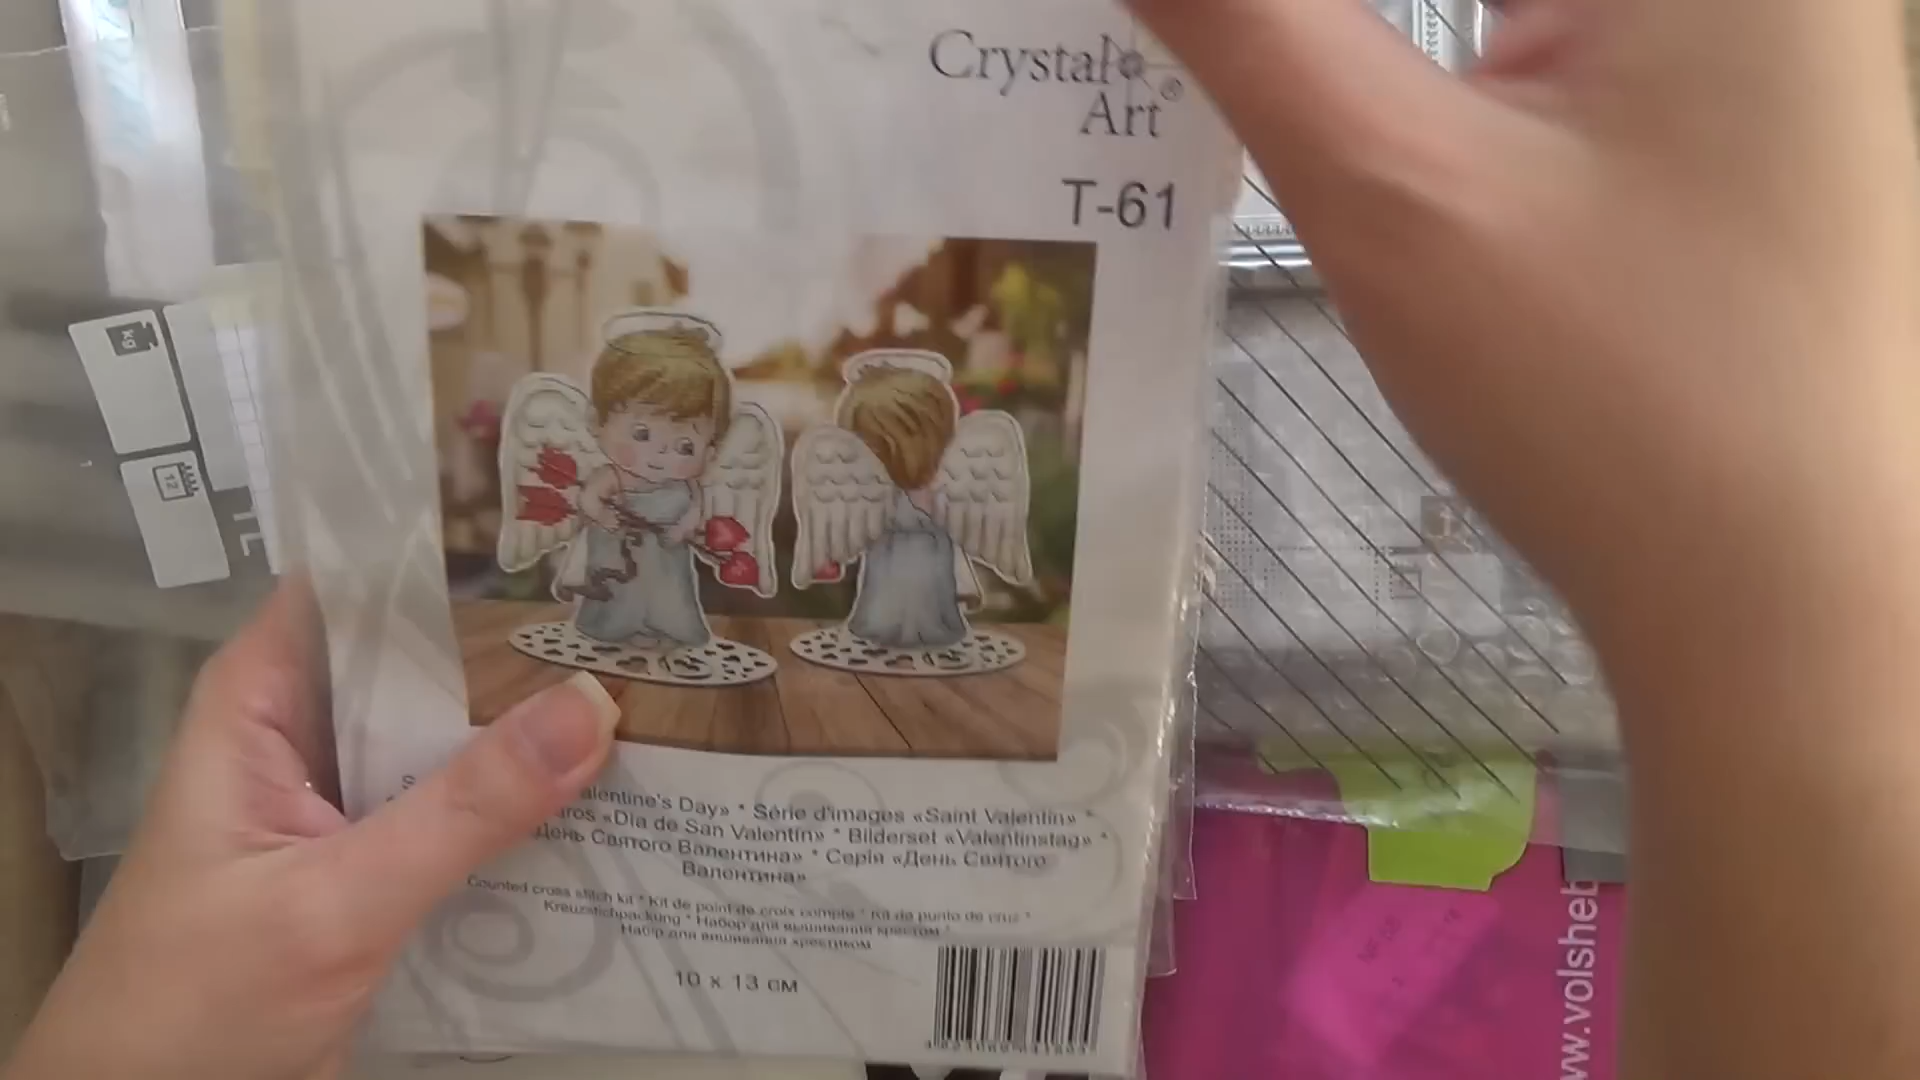 Crystal
Art®
T-61
kg
12
alentine's Day» * Série d'images «Saint Valentin» *
«Día de San Valentín» * Bilderset «Valentinstag» *
День Святого Валентина» * Серія «День Святого
Валентина»
Counted cross stitch kit * Kit de point de croix compté * Kit de punto de cruz *
Kreuzstichpackung * Набор для вышивания крестом *
Набір для вишивання хрестиком
10 x 13 см
w.volsheb